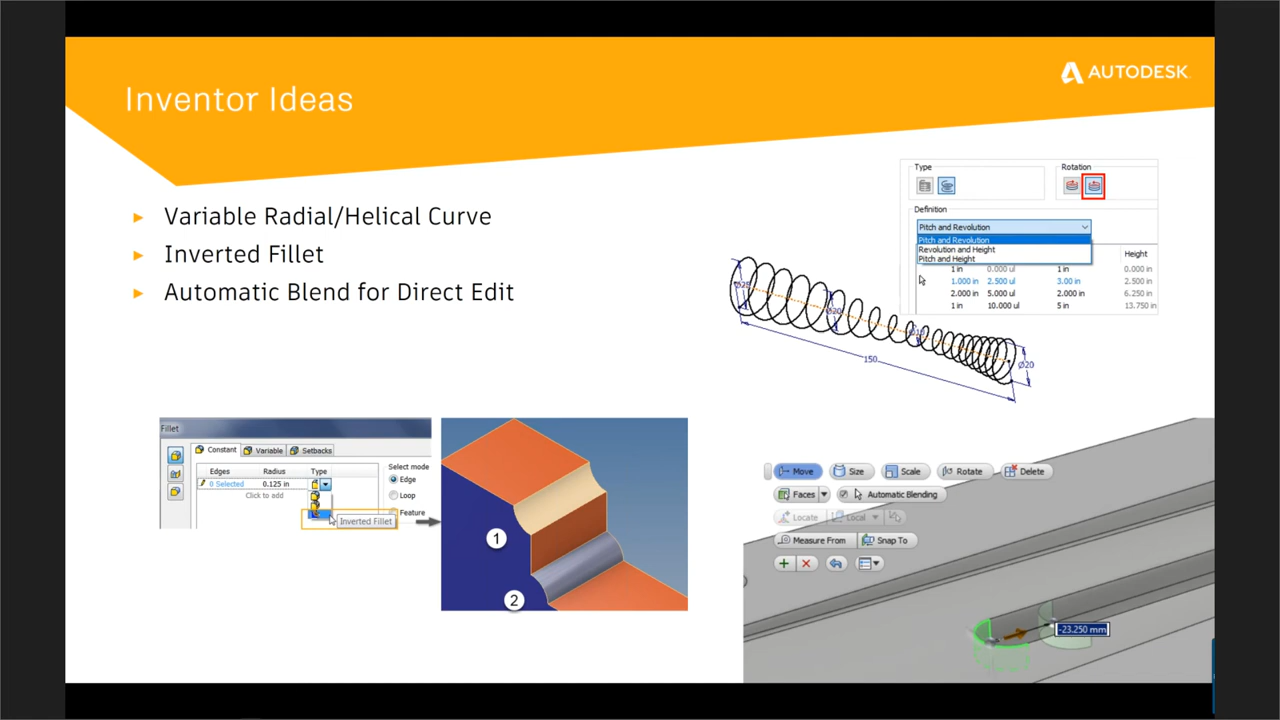 Inventor Ideas
AUTODESK
Variable Radial/Helical Curve
Inverted Fillet
Automatic Blend for Direct Edit
Type
Rotation
Definition
Pitch and Revolution
Pitch and Revolution
Revolution and Height
Pitch and Height
Height
1 in 0.000 ul 1 in 0.000 in
1.000 in 2.500 ul 3.00 in 2.500 in
2.000 in 5.000 ul 2.000 in 6.250 in
1 in 10.000 ul 5 in 13.750 in
Ø20
150
Ø20
Fillet
Constant Variable Setbacks
Edges Radius Type
0 Selected 0.125 in
Click to add
Select mode
Edge
Loop
Feature
Inverted Fillet
1
2
Move Size Scale Rotate Delete
Faces Automatic Blending
Locate Local
Measure From Snap To
-23.250 mm